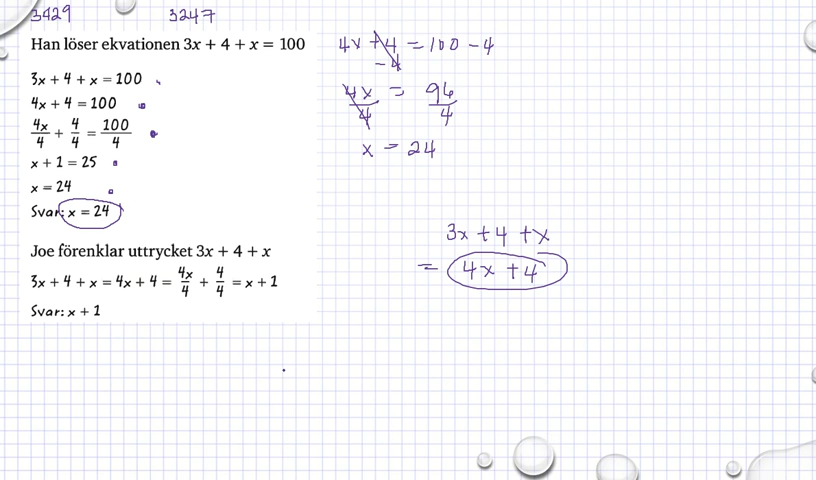 3429 3247
Han löser ekvationen 3x + 4 + x = 100
3x + 4 + x = 100
4x + 4 = 100
4x/4 + 4/4 = 100/4
x + 1 = 25
x = 24
Svar: x = 24
Joe förenklar uttrycket 3x + 4 + x
3x + 4 + x = 4x + 4 = 4x/4 + 4/4 = x + 1
Svar: x + 1
4x + 4 = 100 - 4
- 4
4x/4 = 96/4
x = 24
3x + 4 + x
= 4x + 4